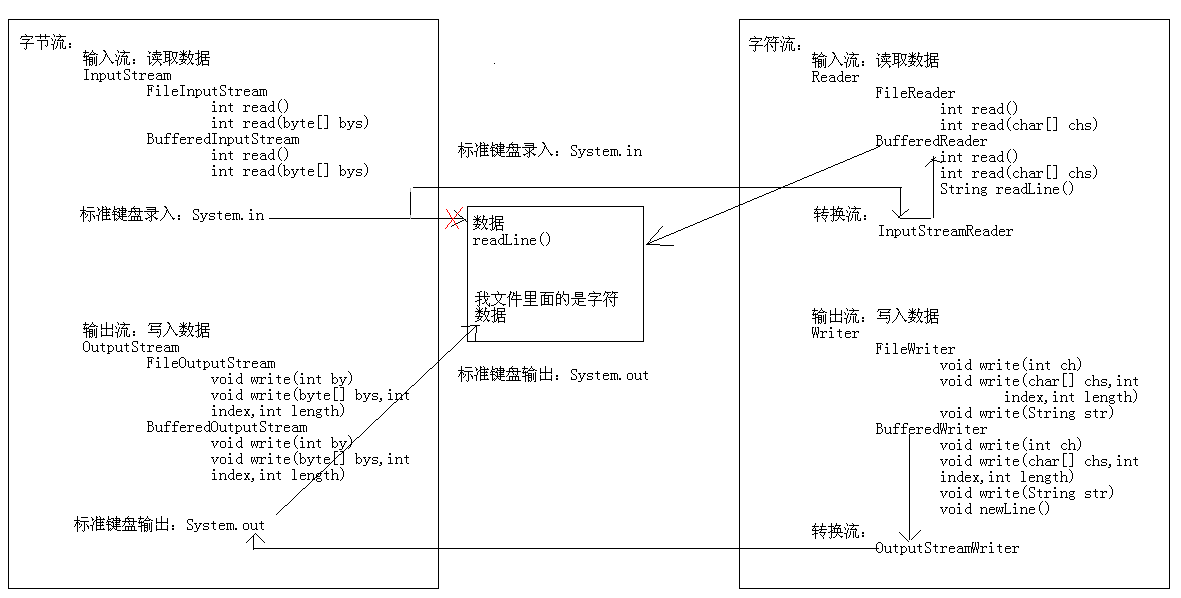 字节流:
输入流: 读取数据
InputStream
FileInputStream
int read()
int read(byte[] bys)
BufferedInputStream
int read()
int read(byte[] bys)
标准键盘录入: System.in
输出流: 写入数据
OutputStream
FileOutputStream
void write(int by)
void write(byte[] bys,int
index,int length)
BufferedOutputStream
void write(int by)
void write(byte[] bys,int
index,int length)
标准键盘输出: System.out
标准键盘录入: System.in
数据
readLine()
我文件里面的是字符
数据
标准键盘输出: System.out
字符流:
输入流: 读取数据
Reader
FileReader
int read()
int read(char[] chs)
BufferedReader
int read()
int read(char[] chs)
String readLine()
转换流:
InputStreamReader
输出流: 写入数据
Writer
FileWriter
void write(int ch)
void write(char[] chs,int
index,int length)
void write(String str)
BufferedWriter
void write(int ch)
void write(char[] chs,int
index,int length)
void write(String str)
void newLine()
转换流:
OutputStreamWriter